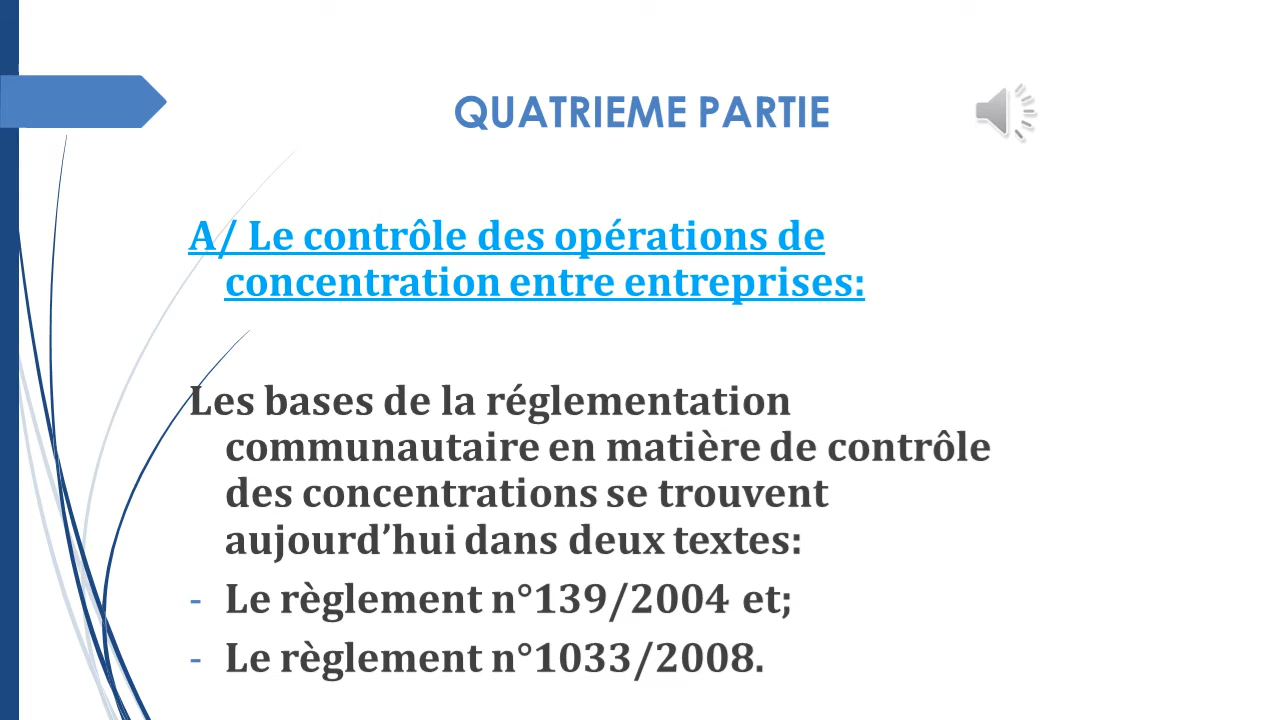 QUATRIEME PARTIE
A/ Le contrôle des opérations de
concentration entre entreprises:
Les bases de la réglementation
communautaire en matière de contrôle
des concentrations se trouvent
aujourd’hui dans deux textes:
- Le règlement n°139/2004 et;
- Le règlement n°1033/2008.